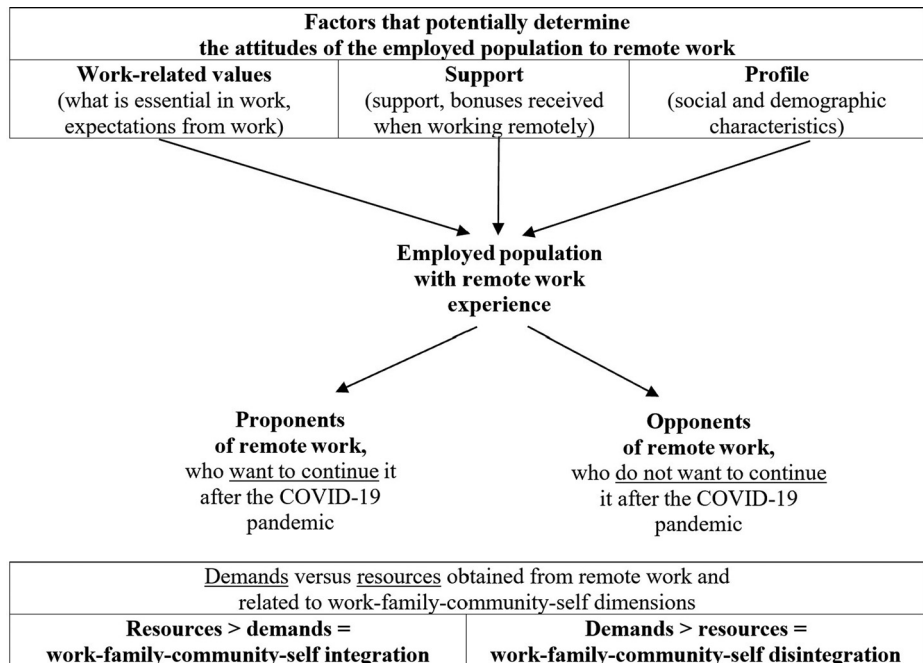 Factors that potentially determine
the attitudes of the employed population to remote work
Work-related values
(what is essential in work,
expectations from work)
Support
(support, bonuses received
when working remotely)
Profile
(social and demographic
characteristics)
Employed population
with remote work
experience
Proponents
of remote work,
who want to continue it
after the COVID-19
pandemic
Opponents
of remote work,
who do not want to continue
it after the COVID-19
pandemic
Demands versus resources obtained from remote work and
related to work-family-community-self dimensions
Resources > demands =
work-family-community-self integration
Demands > resources =
work-family-community-self disintegration